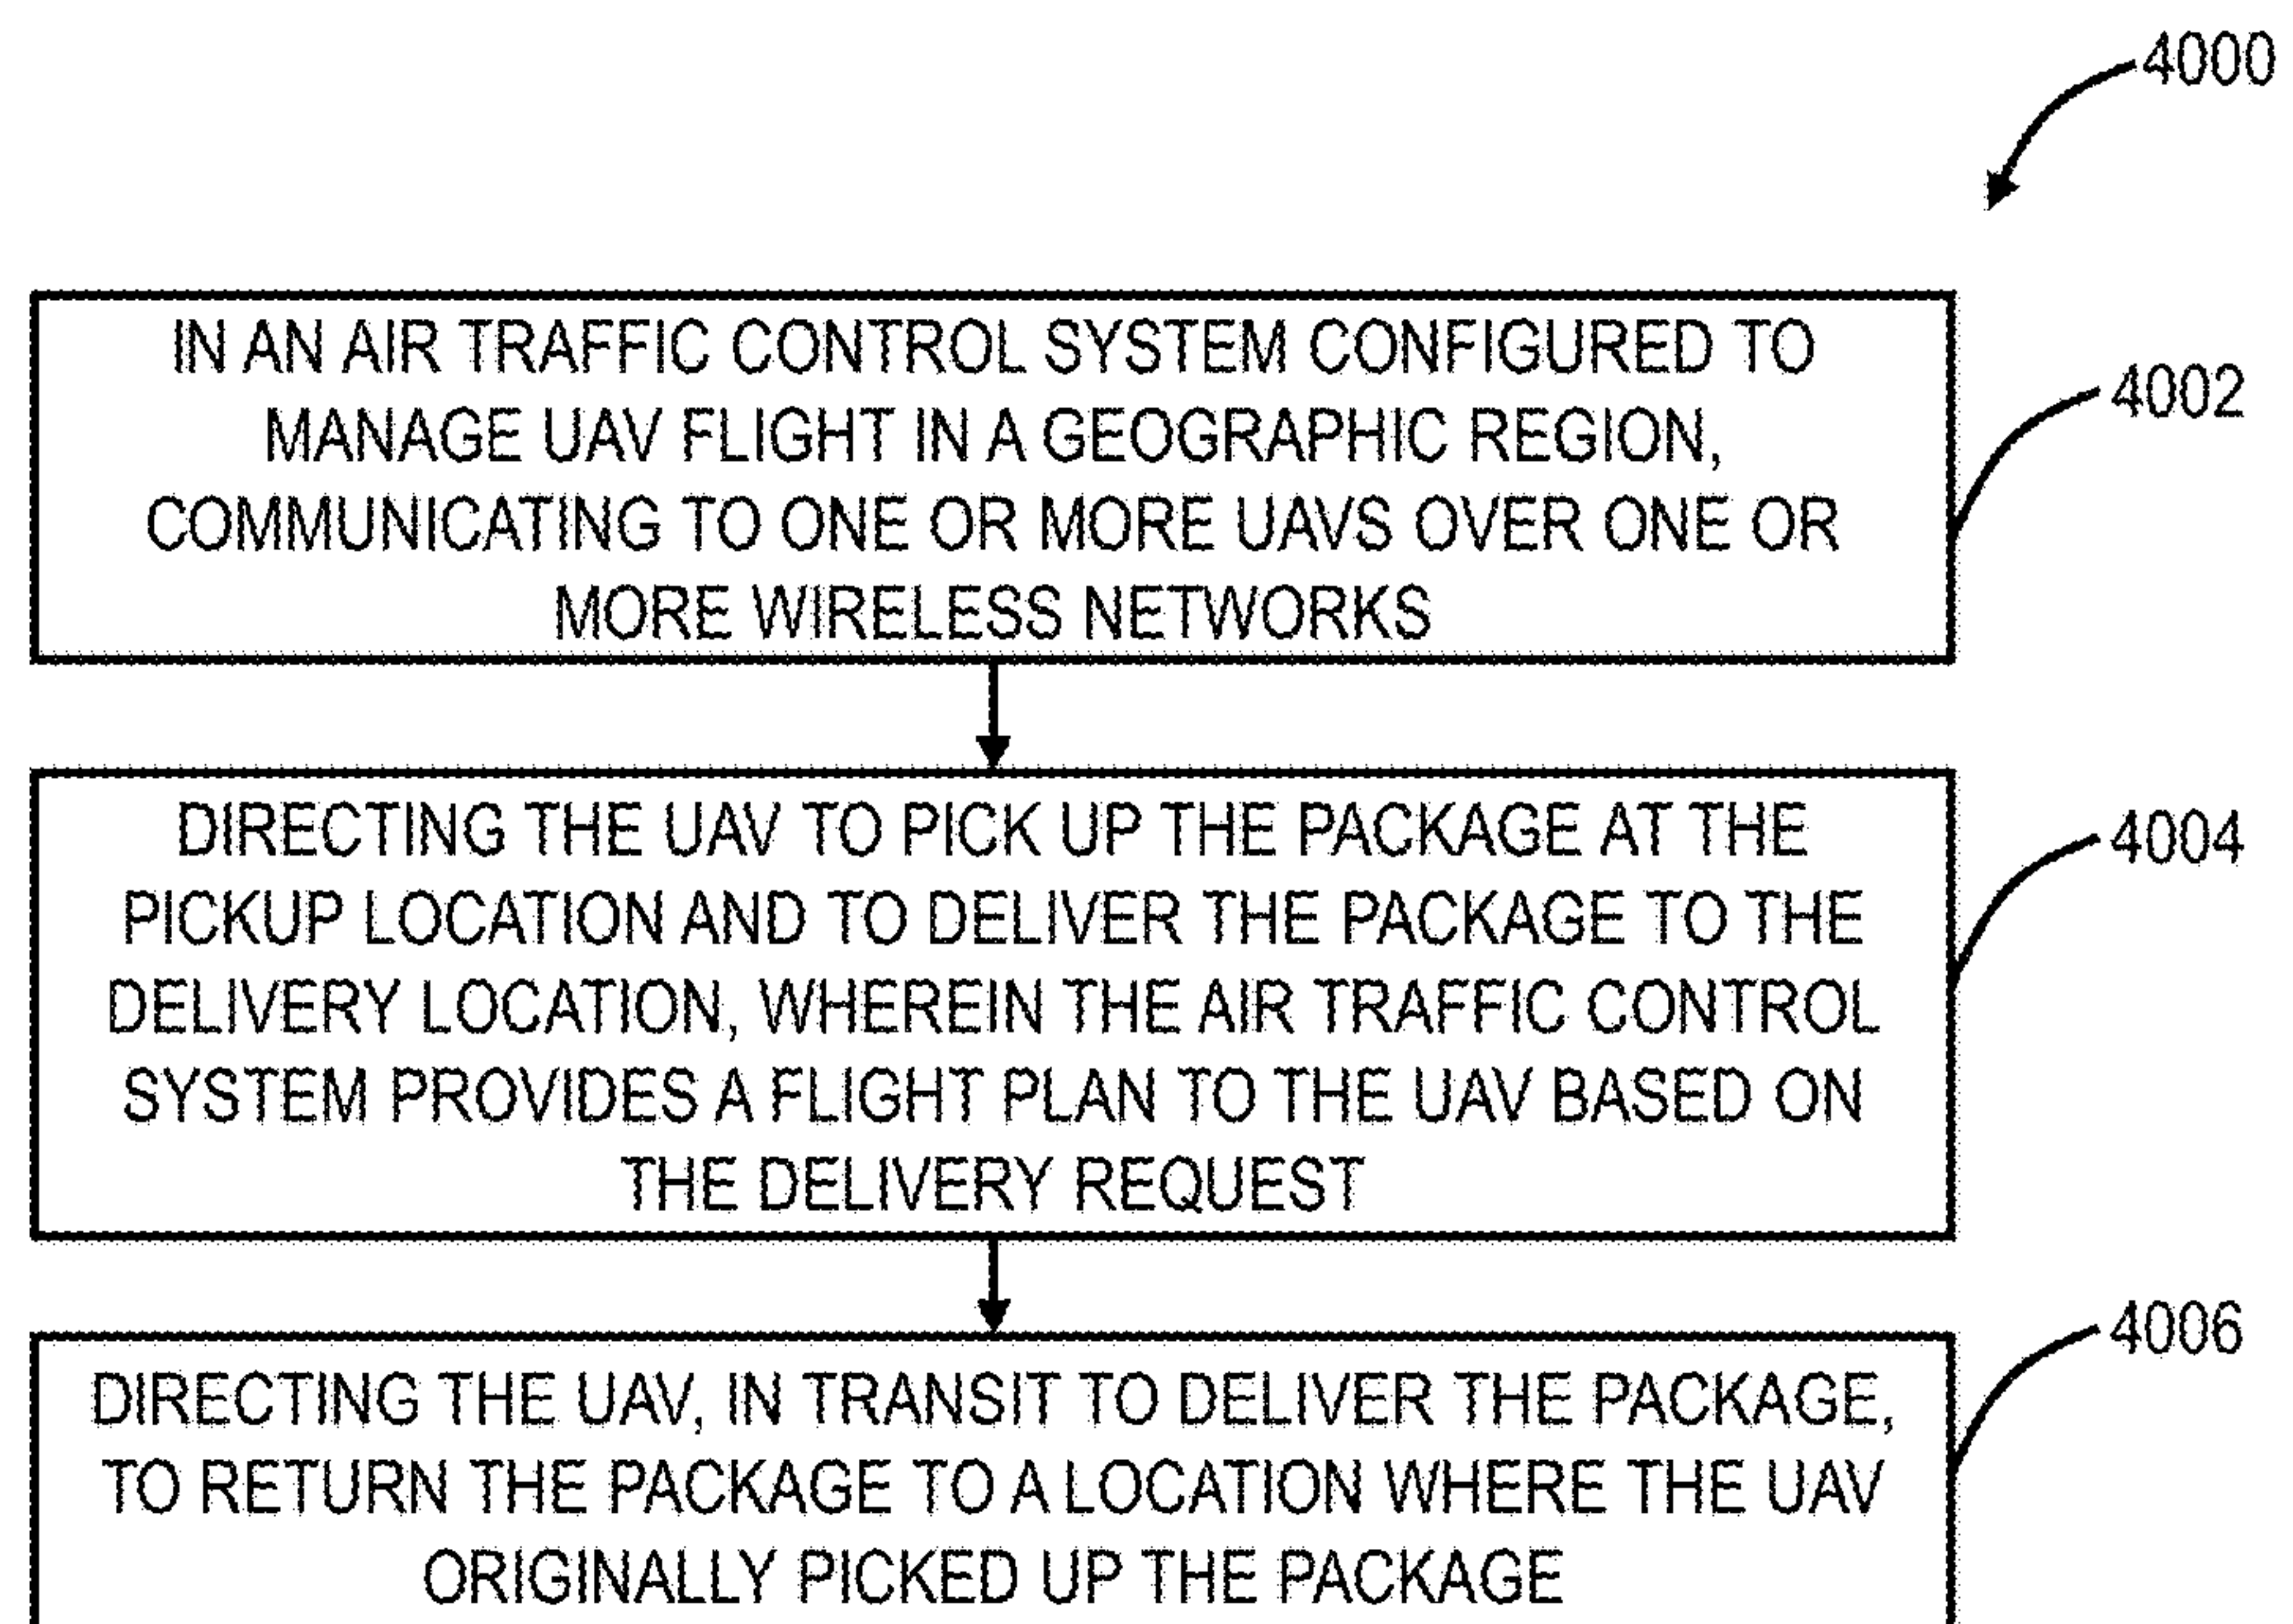 4000
IN AN AIR TRAFFIC CONTROL SYSTEM CONFIGURED TO
MANAGE UAV FLIGHT IN A GEOGRAPHIC REGION,
COMMUNICATING TO ONE OR MORE UAVS OVER ONE OR
MORE WIRELESS NETWORKS
4002
DIRECTING THE UAV TO PICK UP THE PACKAGE AT THE
PICKUP LOCATION AND TO DELIVER THE PACKAGE TO THE
DELIVERY LOCATION, WHEREIN THE AIR TRAFFIC CONTROL
SYSTEM PROVIDES A FLIGHT PLAN TO THE UAV BASED ON
THE DELIVERY REQUEST
4004
DIRECTING THE UAV, IN TRANSIT TO DELIVER THE PACKAGE,
TO RETURN THE PACKAGE TO A LOCATION WHERE THE UAV
ORIGINALLY PICKED UP THE PACKAGE
4006